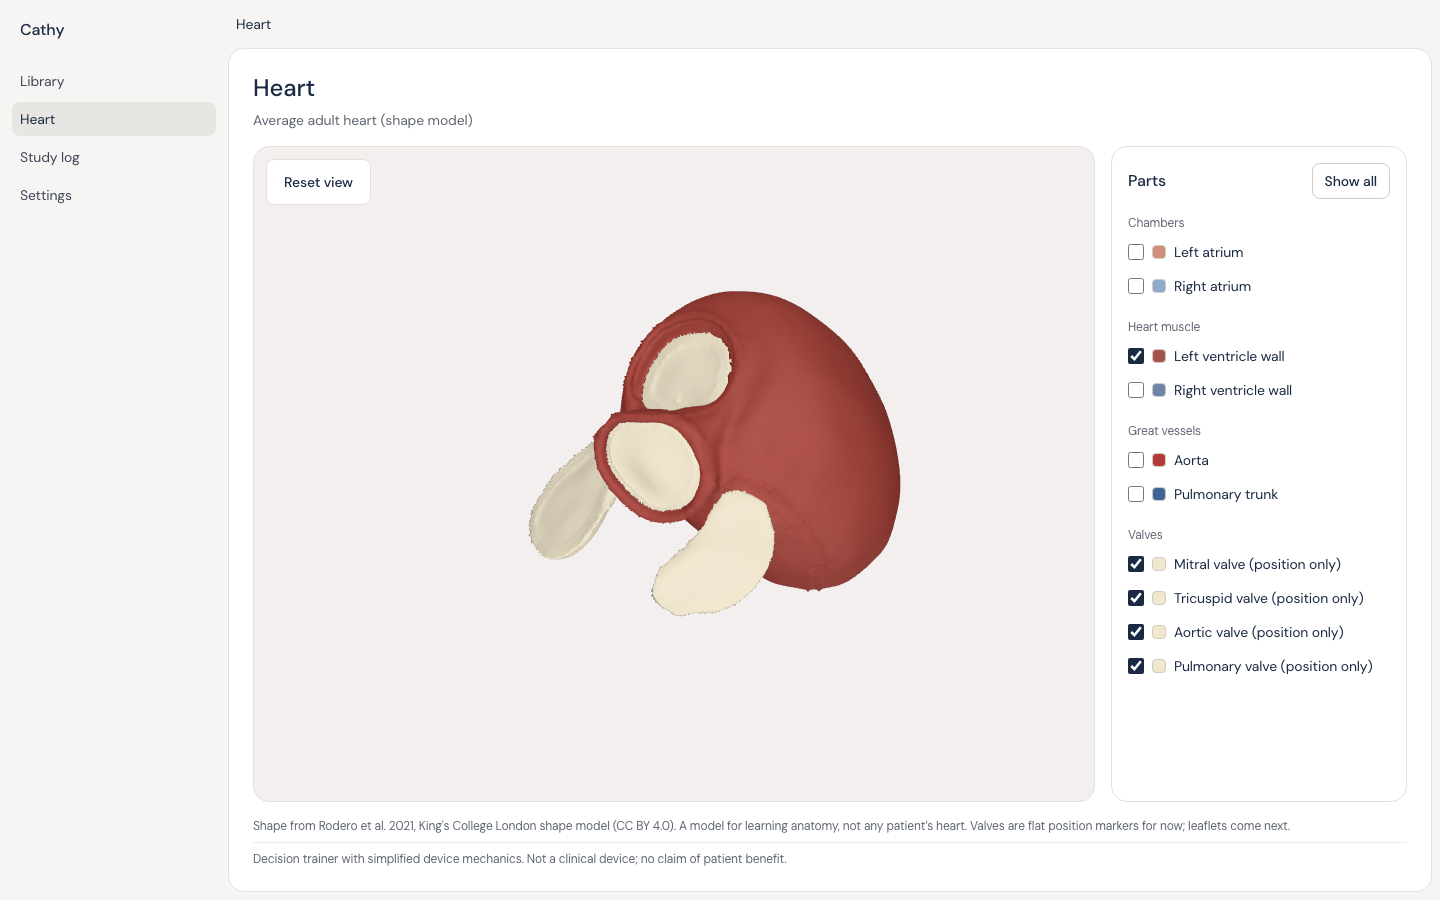 Cathy
Library
Heart
Study log
Settings
Heart
Heart
Average adult heart (shape model)
Reset view
Parts
Show all
Chambers
Left atrium
Right atrium
Heart muscle
Left ventricle wall
Right ventricle wall
Great vessels
Aorta
Pulmonary trunk
Valves
Mitral valve (position only)
Tricuspid valve (position only)
Aortic valve (position only)
Pulmonary valve (position only)
Shape from Rodero et al. 2021, King's College London shape model (CC BY 4.0). A model for learning anatomy, not any patient's heart. Valves are flat position markers for now; leaflets come next.
Decision trainer with simplified device mechanics. Not a clinical device; no claim of patient benefit.